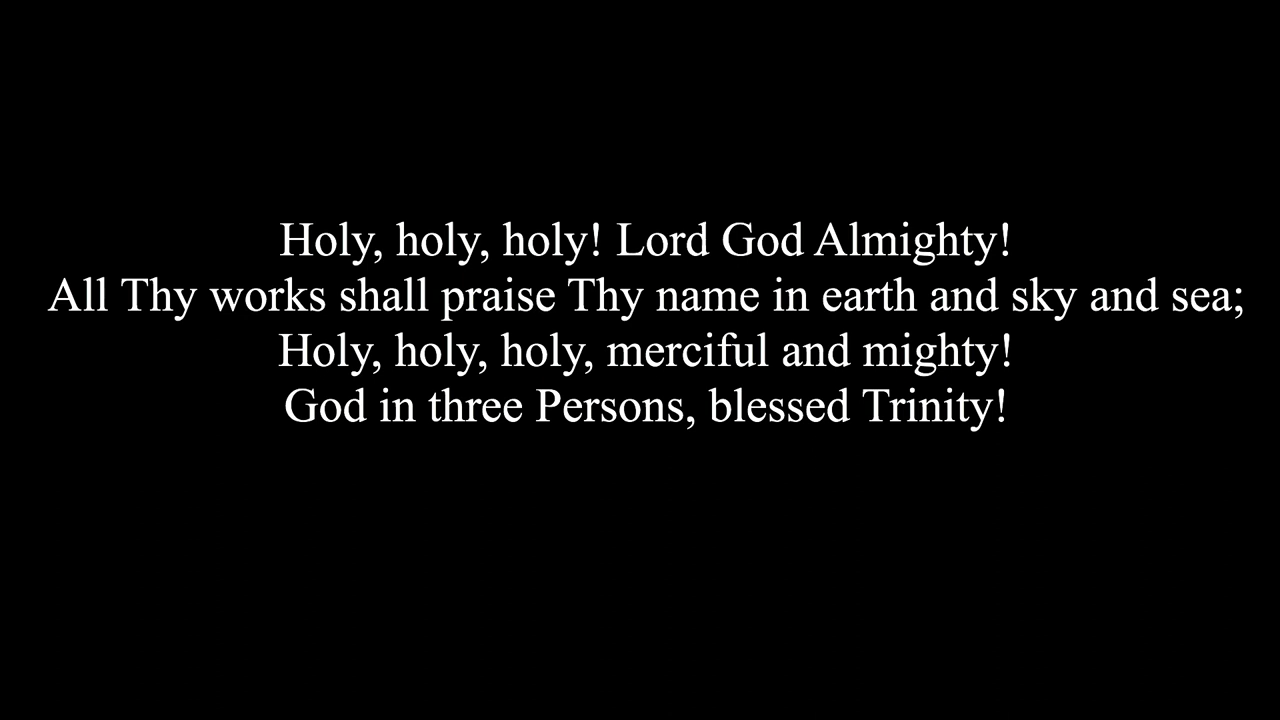 Holy, holy, holy! Lord God Almighty!
All Thy works shall praise Thy name in earth and sky and sea;
Holy, holy, holy, merciful and mighty!
God in three Persons, blessed Trinity!